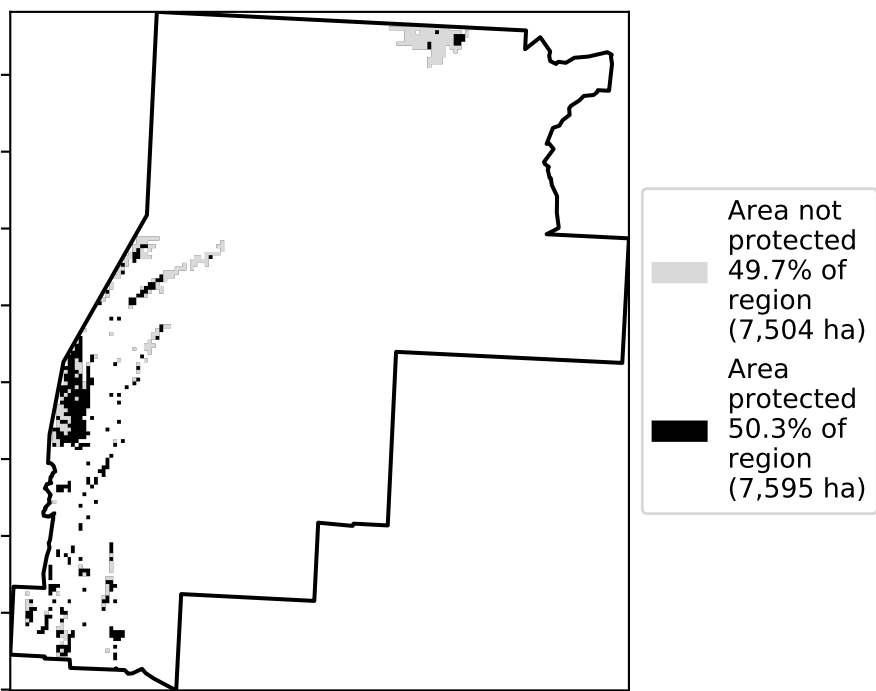 Area not
protected
49.7% of
region
(7,504 ha)
Area
protected
50.3% of
region
(7,595 ha)